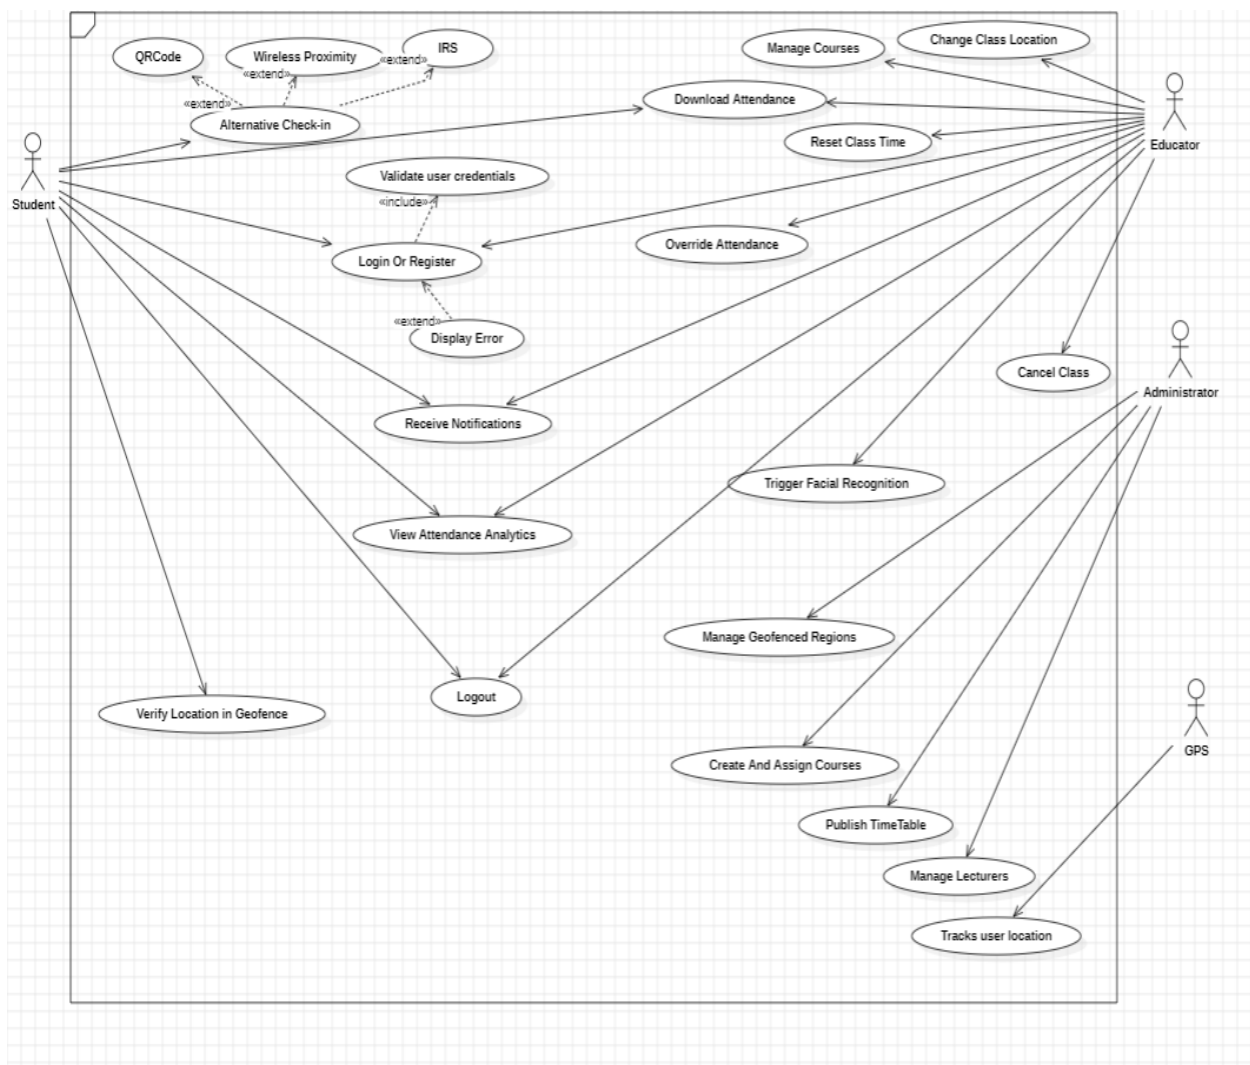 QRCode
Wireless Proximity
IRS
«extend»
«extend»
«extend»
Alternative Check-in
Manage Courses
Change Class Location
Download Attendance
Reset Class Time
Educator
Student
Validate user credentials
«include»
Override Attendance
Login Or Register
«extend»
Display Error
Cancel Class
Administrator
Receive Notifications
Trigger Facial Recognition
View Attendance Analytics
Manage Geofenced Regions
Logout
Verify Location in Geofence
GPS
Create And Assign Courses
Publish TimeTable
Manage Lecturers
Tracks user location